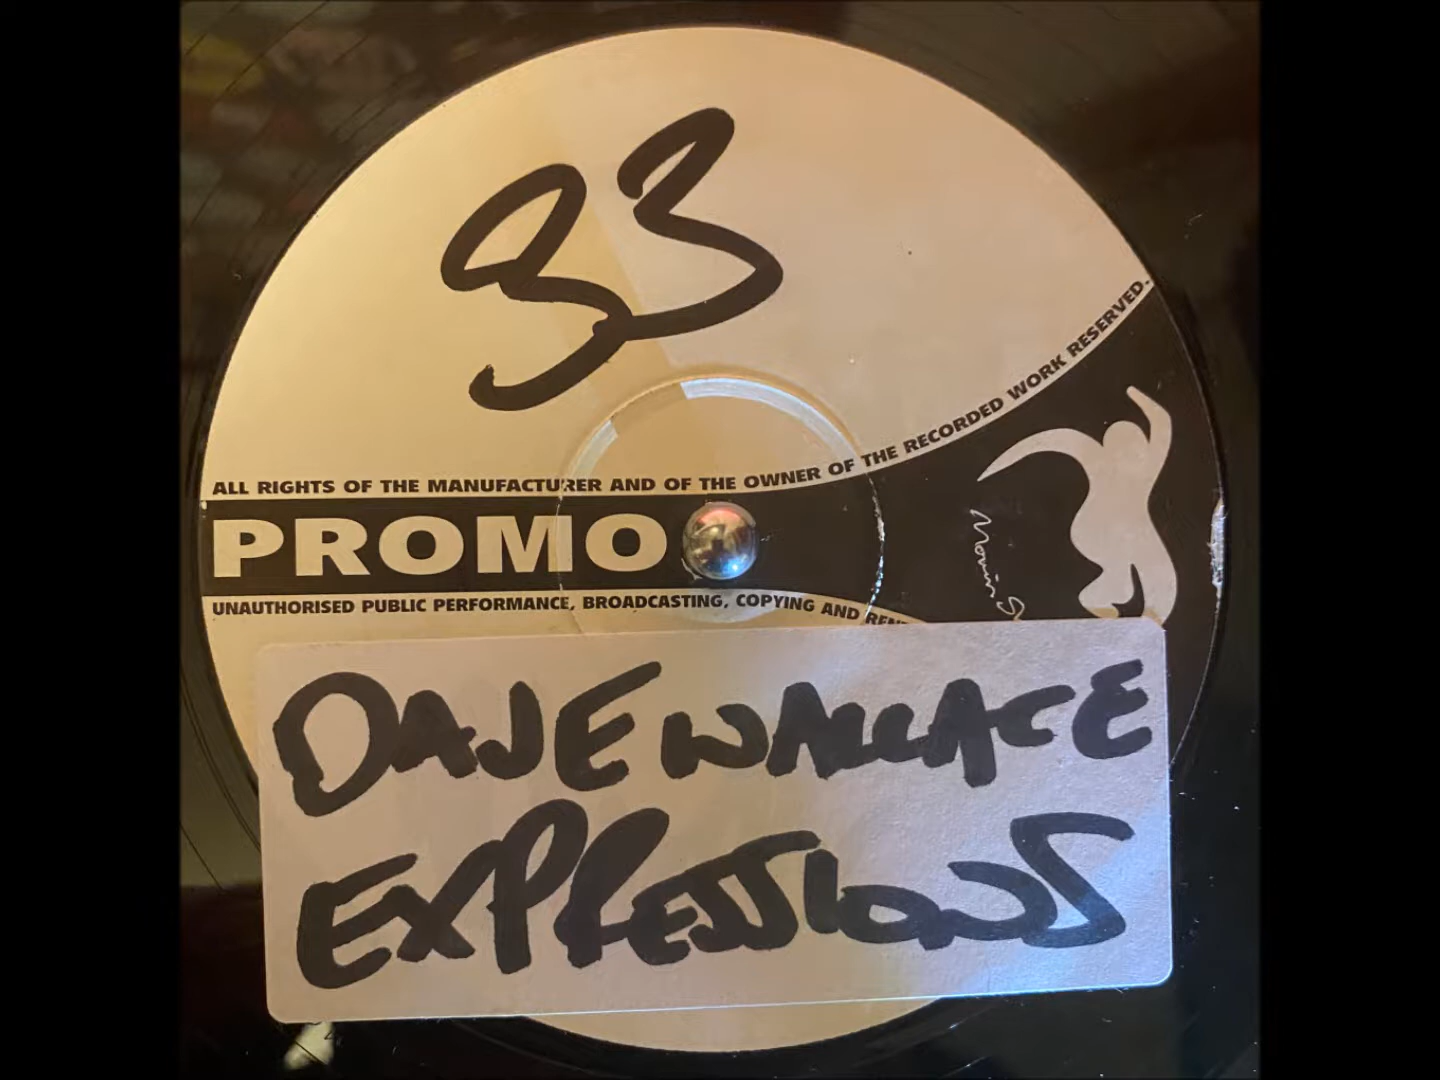 33
ALL RIGHTS OF THE MANUFACTURER AND OF THE OWNER OF THE RECORDED WORK RESERVED.
PROMO
UNAUTHORISED PUBLIC PERFORMANCE, BROADCASTING, COPYING AND
DAVE WALLACE
EXPRESSIONS